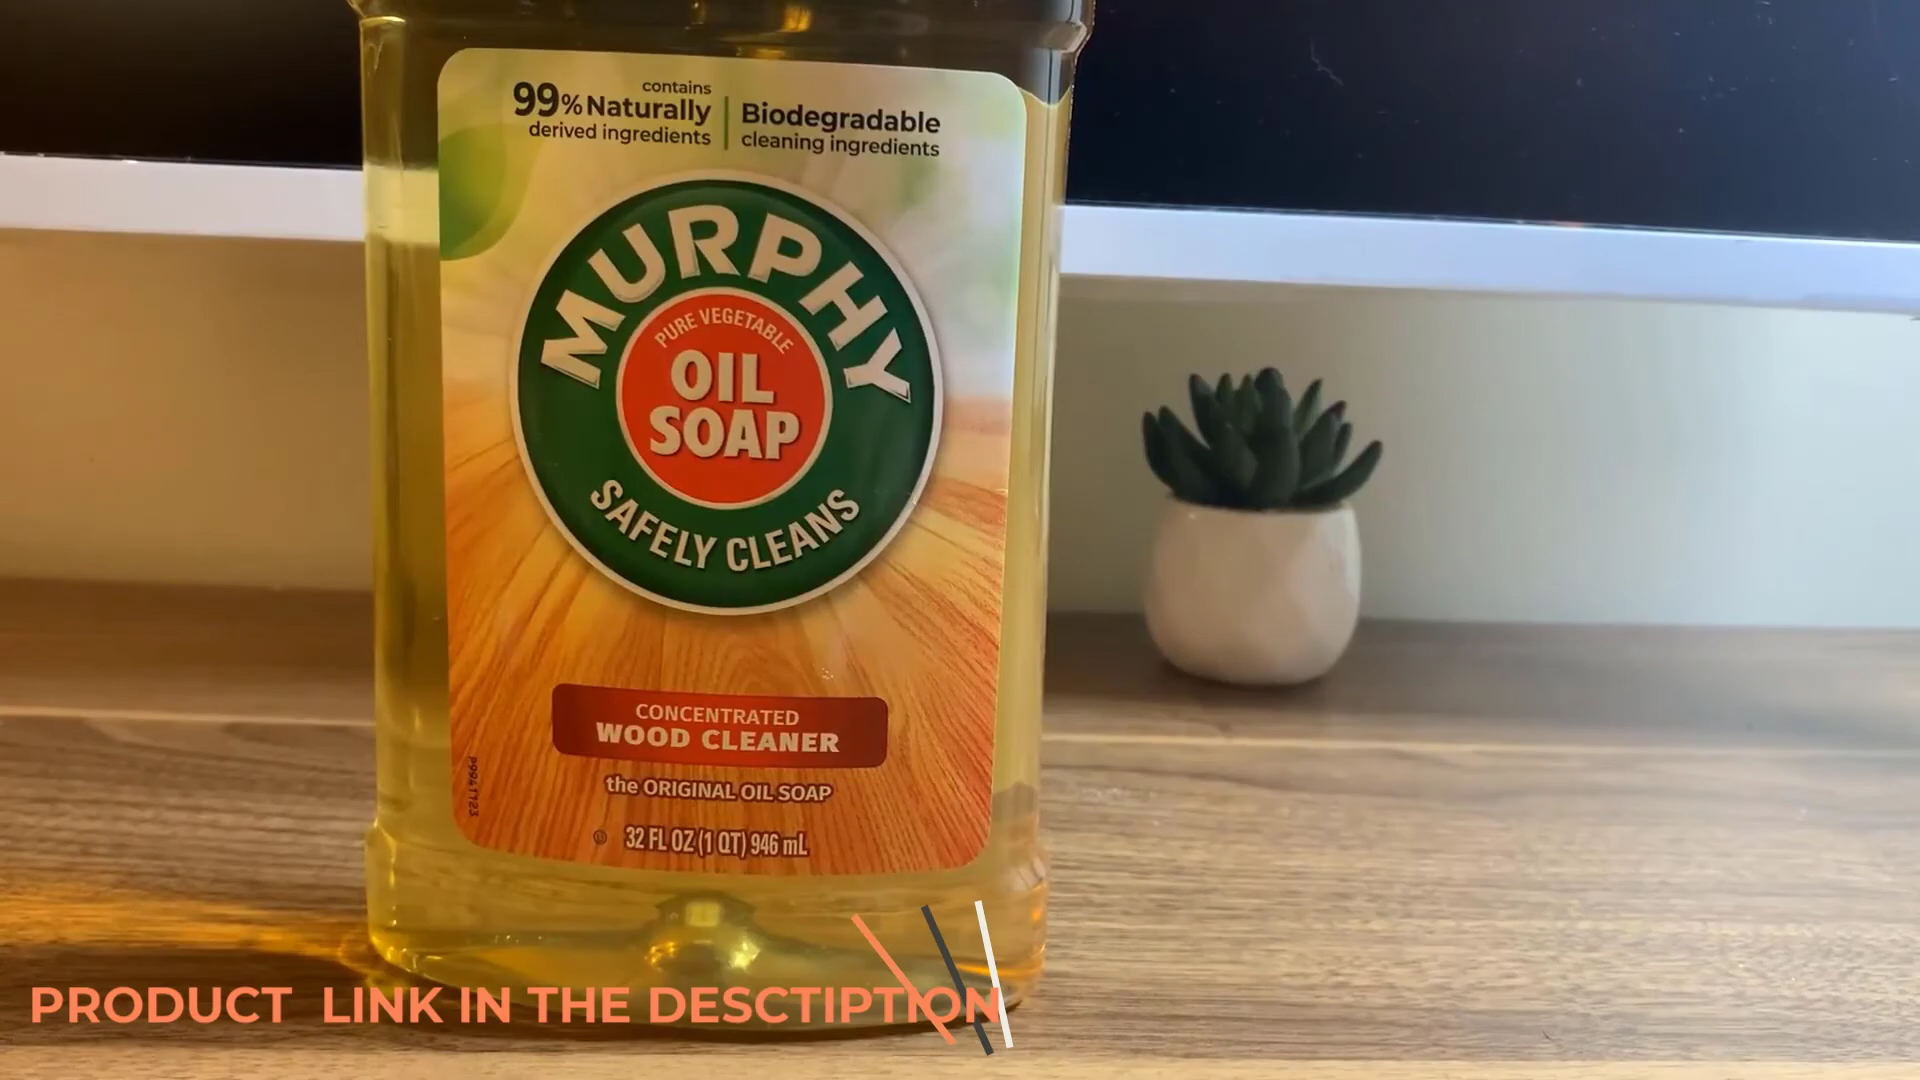 contains
99% Naturally
derived ingredients
Biodegradable
cleaning ingredients
MURPHY
PURE VEGETABLE
OIL
SOAP
SAFELY CLEANS
CONCENTRATED
WOOD CLEANER
the ORIGINAL OIL SOAP
32 FL OZ (1 QT) 946 mL
P9941723
PRODUCT LINK IN THE DESCTIPTION